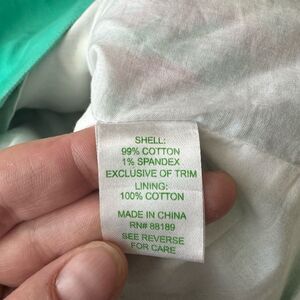 SHELL:
99% COTTON
1% SPANDEX
EXCLUSIVE OF TRIM
LINING:
100% COTTON
MADE IN CHINA
RN# 88189
SEE REVERSE
FOR CARE